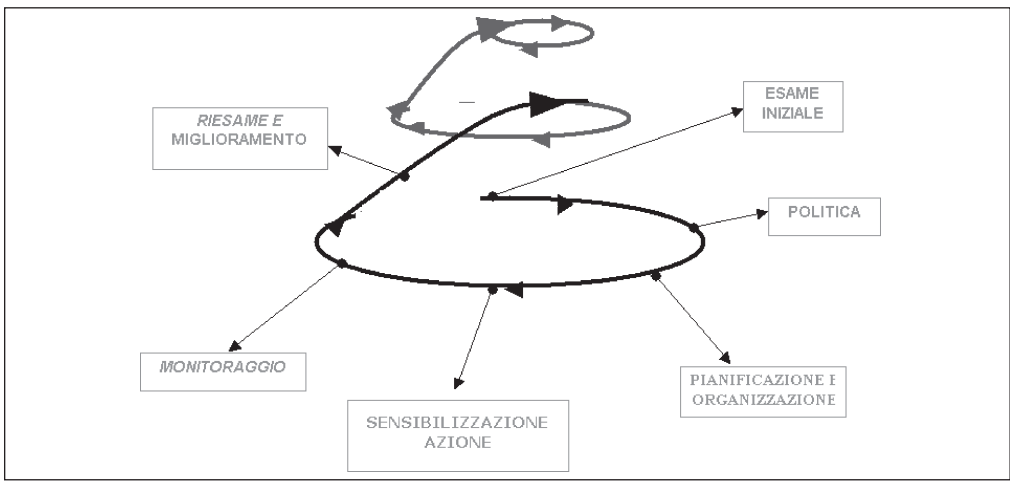 ESAME
INIZIALE
RIESAME E
MIGLIORAMENTO
POLITICA
MONITORAGGIO
PIANIFICAZIONE E
ORGANIZZAZIONE
SENSIBILIZZAZIONE
AZIONE